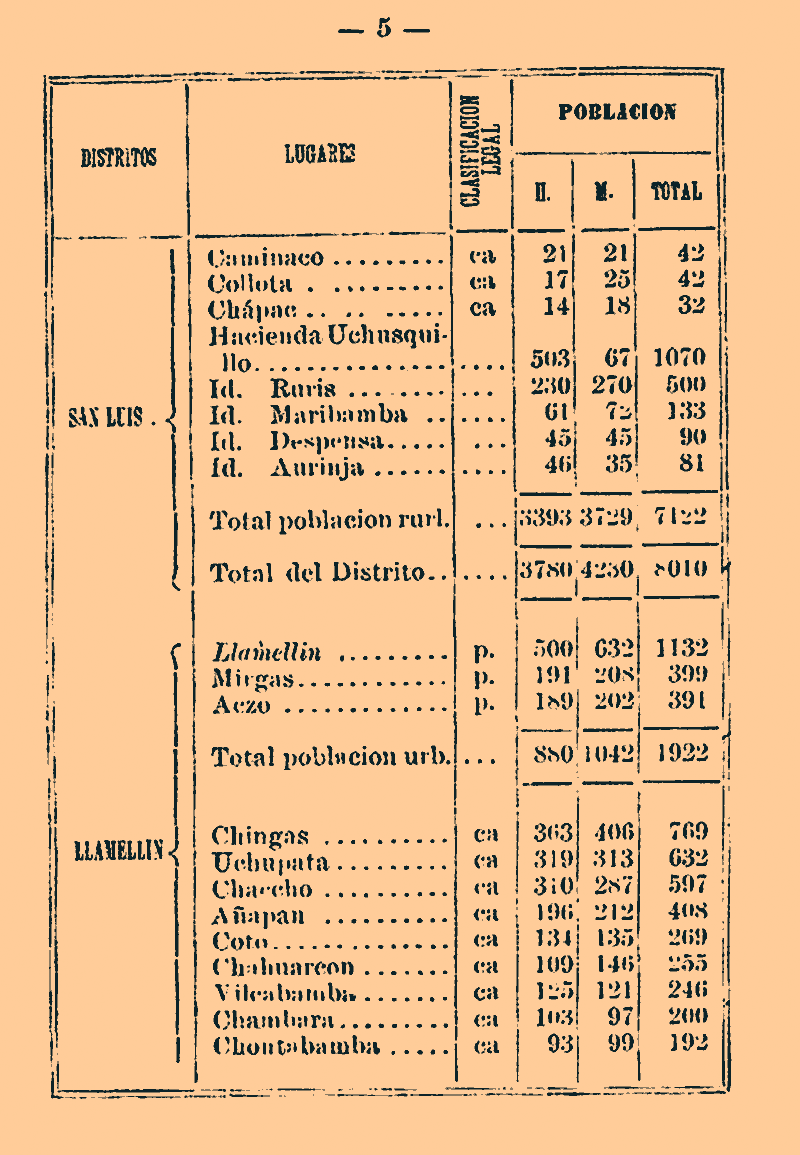 — 5 —
DISTRITOS LUGARES CLASIFICACION LEGAL POBLACION
H. M. TOTAL
Caminaco ......... ca 21 21 42
Collota . ......... ca 17 25 42
Chápac .. .. ..... ca 14 18 32
Hacienda Uchusqui-
llo................ .... 503 67 1070
Id. Ruris ......... ... 230 270 500
SAN LUIS . Id. Maribamba .. .... 61 72 133
Id. Despensa..... ... 45 45 90
Id. Aurinja ...... .... 46 35 81
Total poblacion rurl. ... 3393 3729 7122
Total del Distrito.. .... 3780 4230 8010
Llamellin ......... p. 500 632 1132
Mirgas............. p. 191 208 399
Aczo .............. p. 189 202 391
Total poblacion urb. ... 880 1042 1922
Chingas .......... ca 363 406 769
LLAMELLIN Uchupata.......... ca 319 313 632
Chaccho .......... ca 310 287 597
Añapan .......... ca 196 212 408
Coto............... ca 134 135 269
Chahuarcon ....... ca 109 146 255
Vilcabamba........ ca 125 121 246
Chambara......... ca 103 97 200
Chontabamba ..... ca 93 99 192